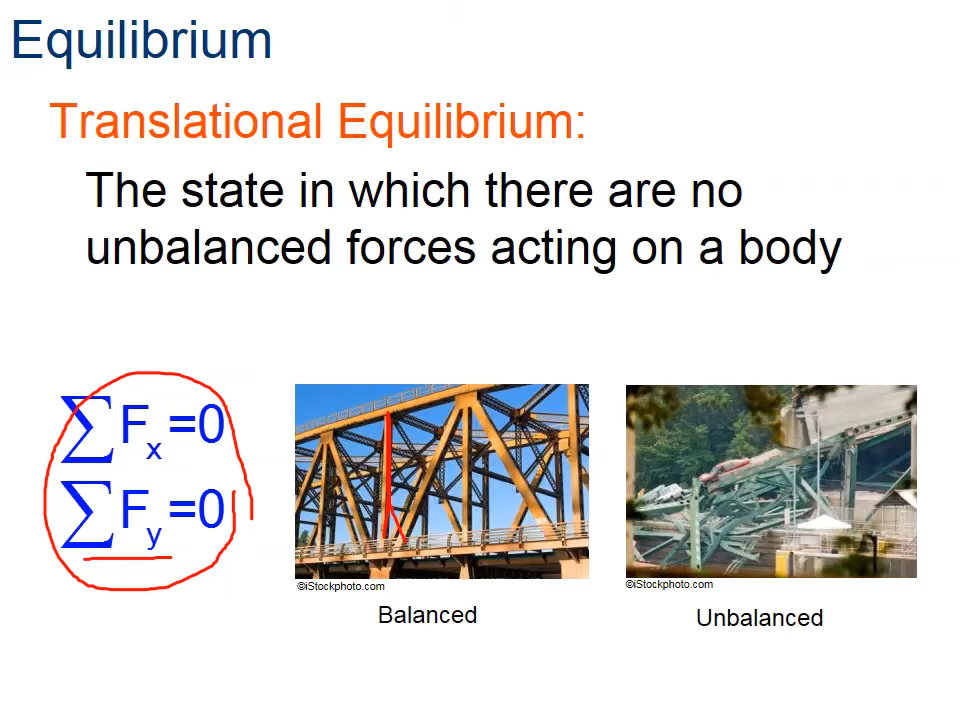 Equilibrium
Translational Equilibrium:
The state in which there are no
unbalanced forces acting on a body
∑Fx=0
∑Fy=0
©iStockphoto.com
©iStockphoto.com
Balanced
Unbalanced